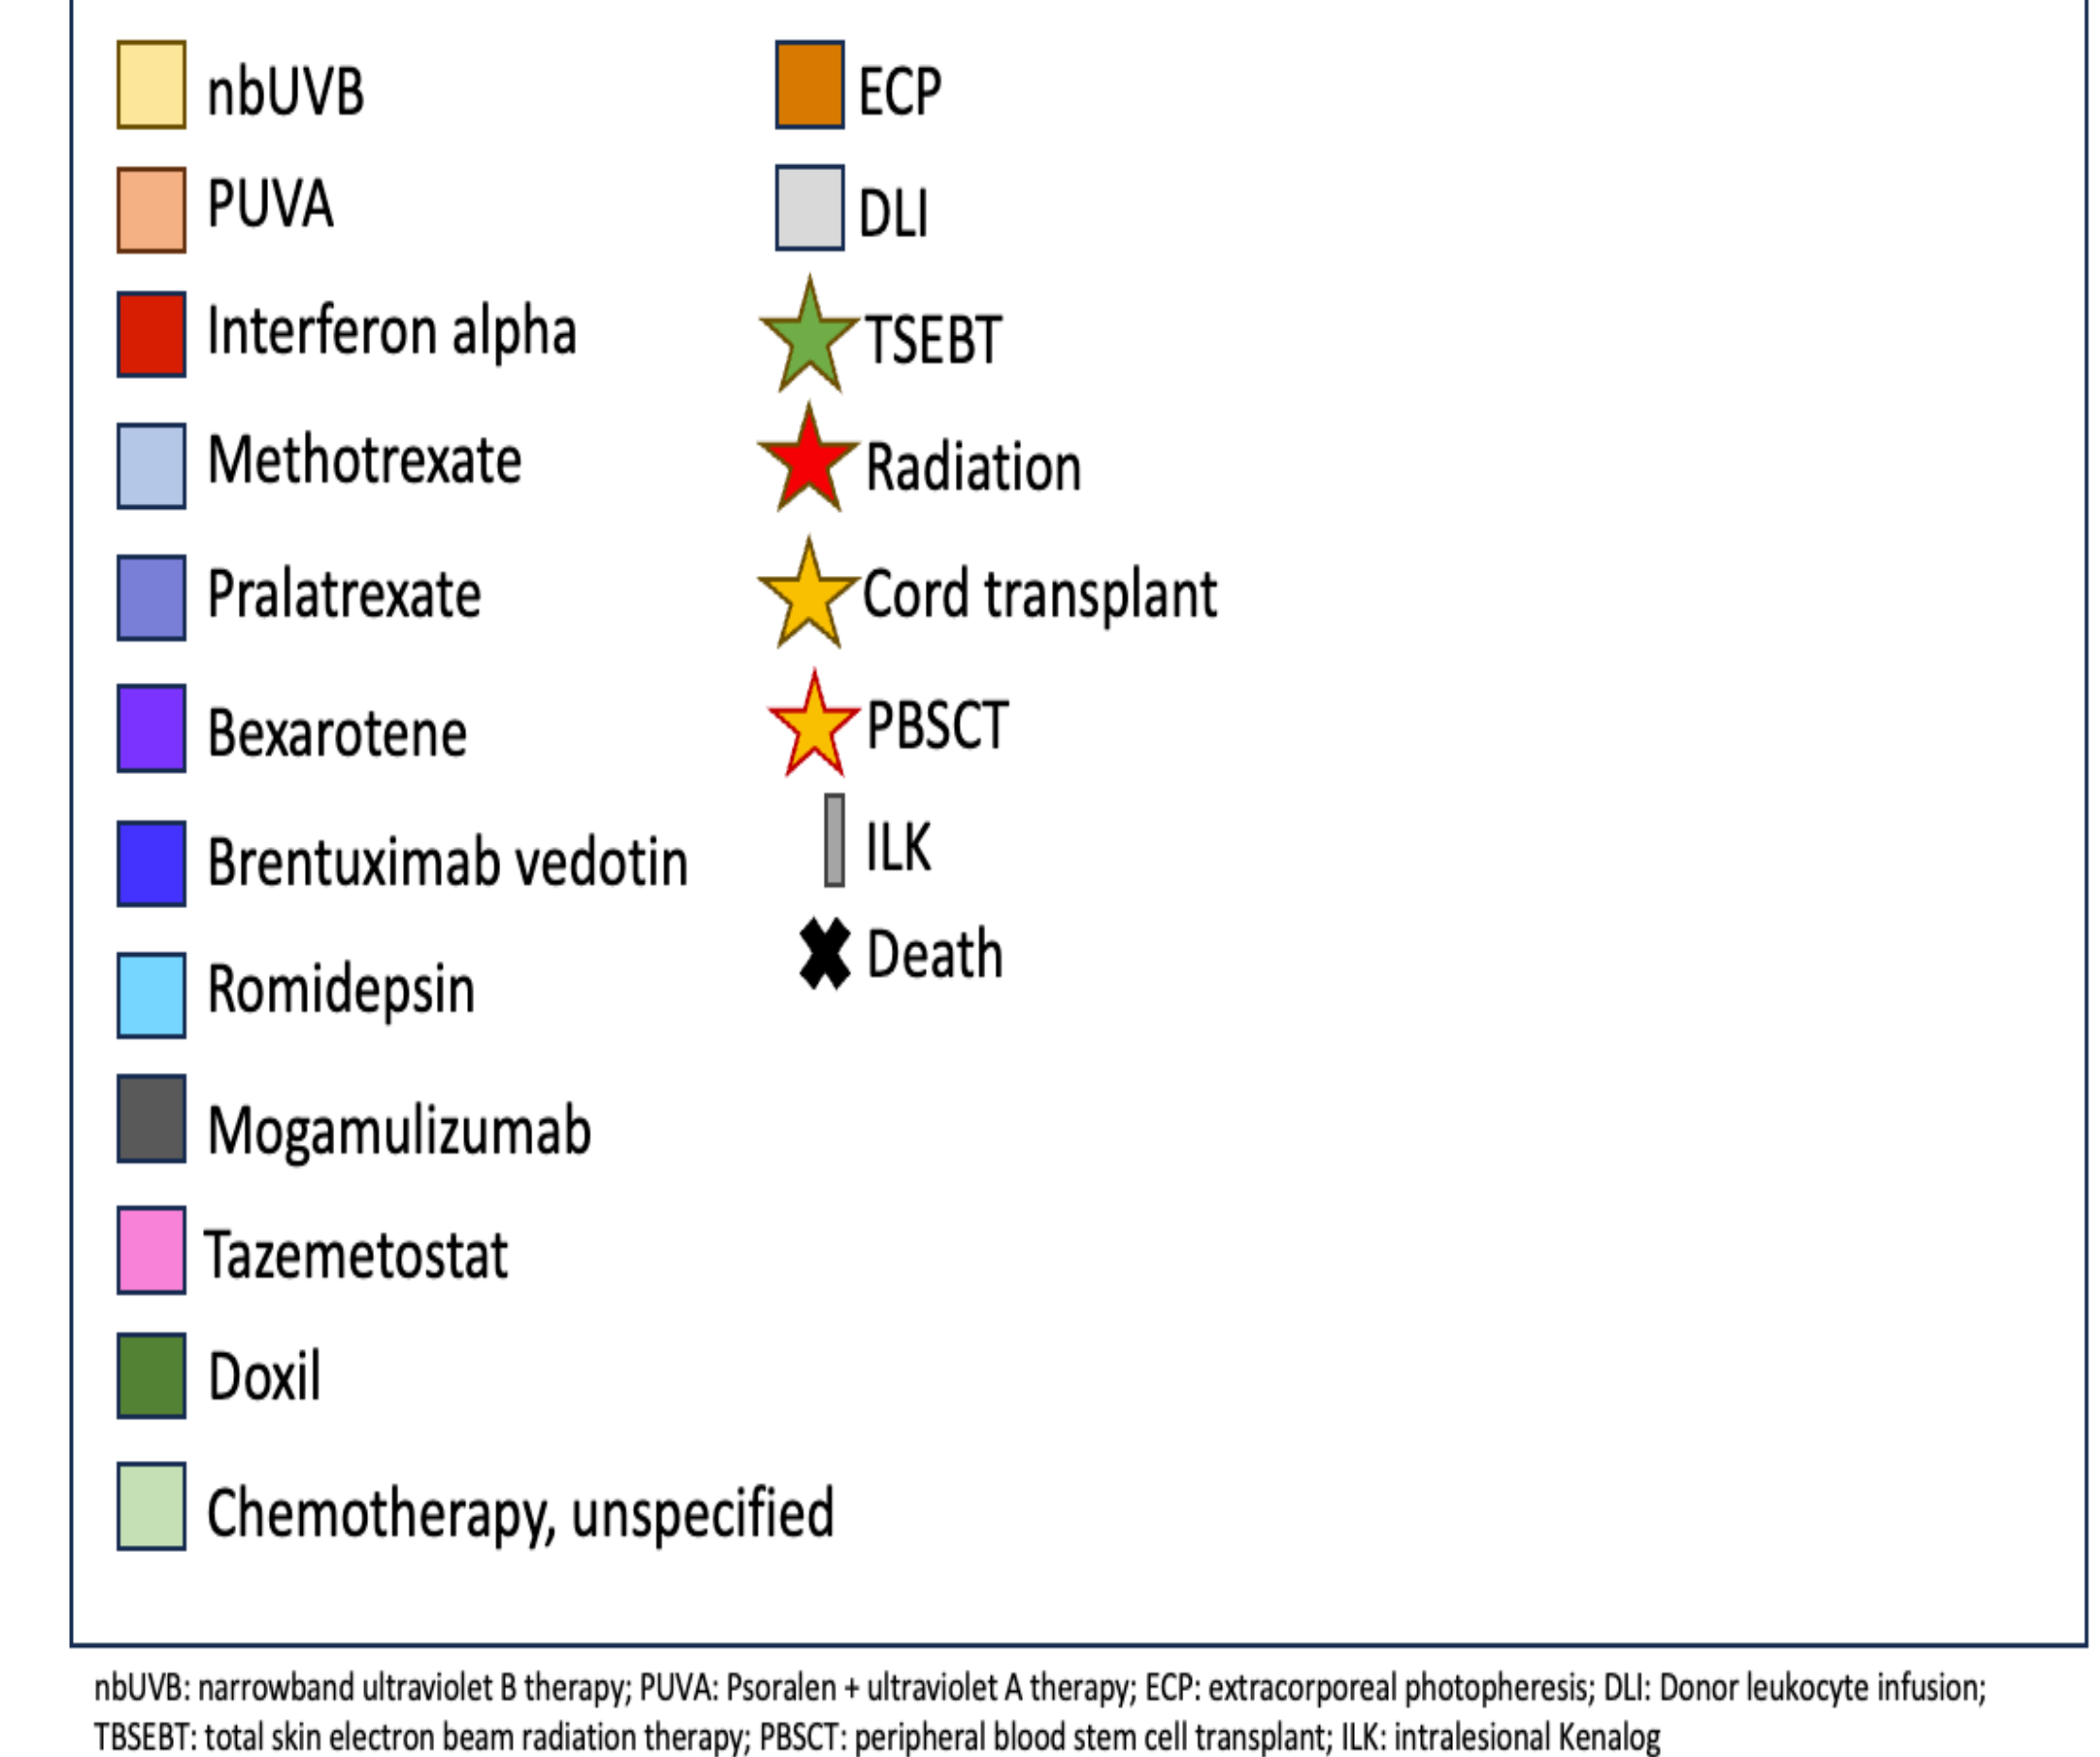 nbUVB
PUVA
Interferon alpha
Methotrexate
Pralatrexate
Bexarotene
Brentuximab vedotin
Romidepsin
Mogamulizumab
Tazemetostat
Doxil
Chemotherapy, unspecified
ECP
DLI
TSEBT
Radiation
Cord transplant
PBSCT
ILK
Death
nbUVB: narrowband ultraviolet B therapy; PUVA: Psoralen + ultraviolet A therapy; ECP: extracorporeal photopheresis; DLI: Donor leukocyte infusion;
TBSEBT: total skin electron beam radiation therapy; PBSCT: peripheral blood stem cell transplant; ILK: intralesional Kenalog